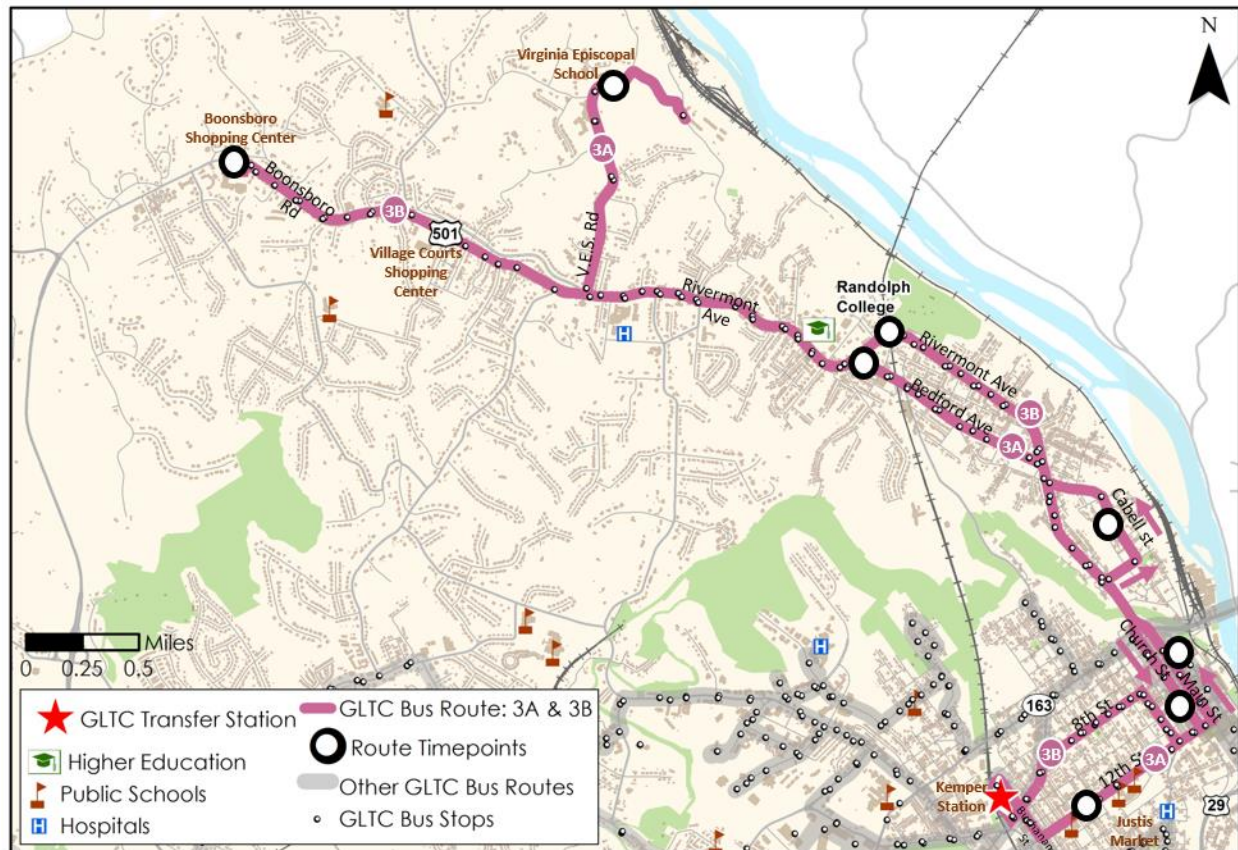 N
Virginia Episcopal
School
Boonsboro
Shopping Center
3A
Boonsboro
Rd
3B
501
Village Courts
Shopping
Center
V.E.S. Rd
Rivermont
Ave
Randolph
College
H
Rivermont Ave
Bedford Ave
3B
3A
Cabell st
Church St
Main St
H
163
8th St
3B
12th St
3A
Kemper
Station
Buchanan
St
Justis
Market
H
29
Miles
0 0.25 0.5
GLTC Transfer Station
Higher Education
Public Schools
H Hospitals
GLTC Bus Route: 3A & 3B
Route Timepoints
Other GLTC Bus Routes
GLTC Bus Stops